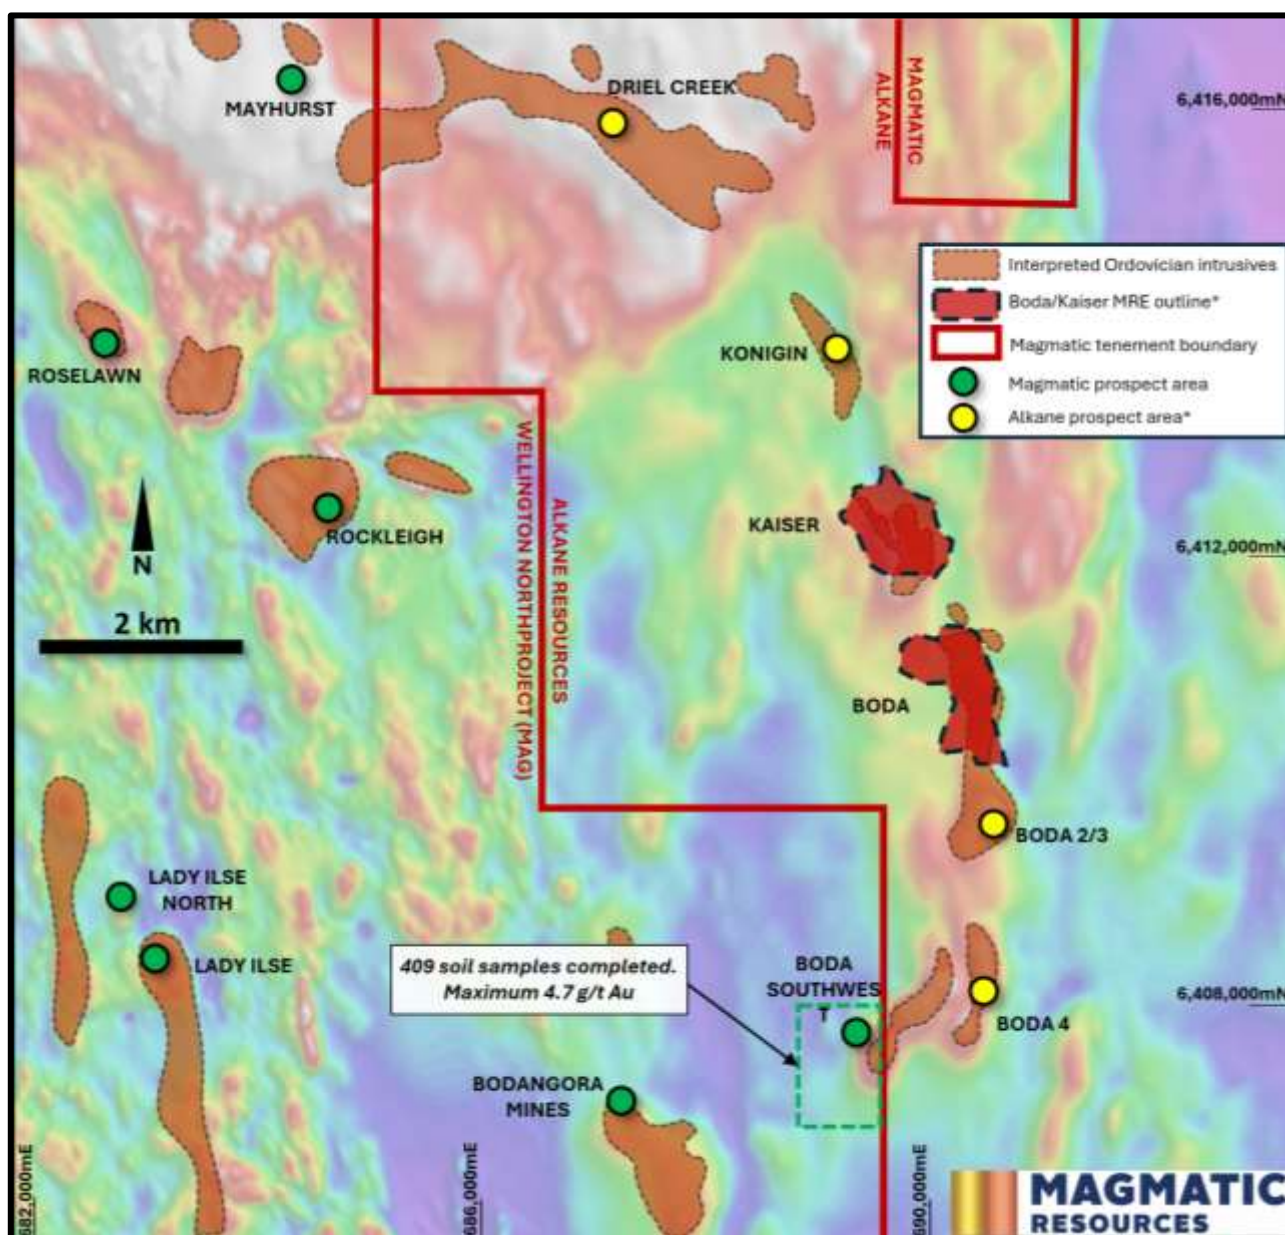 DRIEL CREEK
MAYHURST
6,416,000mN
MAGMATIC
ALKANE
Interpreted Ordovician intrusives
Boda/Kaiser MRE outline*
Magmatic tenement boundary
Magmatic prospect area
Alkane prospect area*
KONIGIN
ROSELAWN
ROCKLEIGH
KAISER
6,412,000mN
N
2 km
ALKANE RESOURCES
WELLINGTON NORTHPROJECT (MAG)
BODA
BODA 2/3
LADY ILSE
NORTH
LADY ILSE
409 soil samples completed.
Maximum 4.7 g/t Au
BODA
SOUTHWES
T
6,408,000mN
BODA 4
BODANGORA
MINES
682,000mE
686,000mE
690,000mE
MAGMATIC
RESOURCES